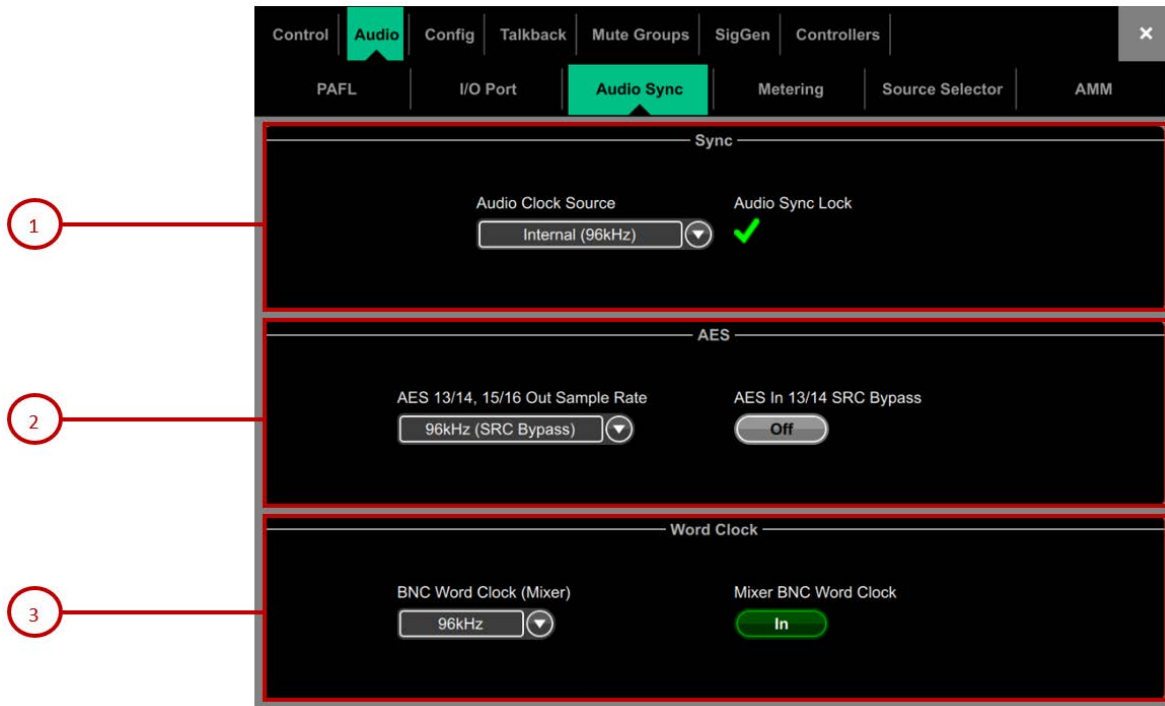 Control Audio Config Talkback Mute Groups SigGen Controllers ×
PAFL I/O Port Audio Sync Metering Source Selector AMM
Sync
1
Audio Clock Source Audio Sync Lock
Internal (96kHz)
AES
2
AES 13/14, 15/16 Out Sample Rate AES In 13/14 SRC Bypass
96kHz (SRC Bypass) Off
Word Clock
3
BNC Word Clock (Mixer) Mixer BNC Word Clock
96kHz In